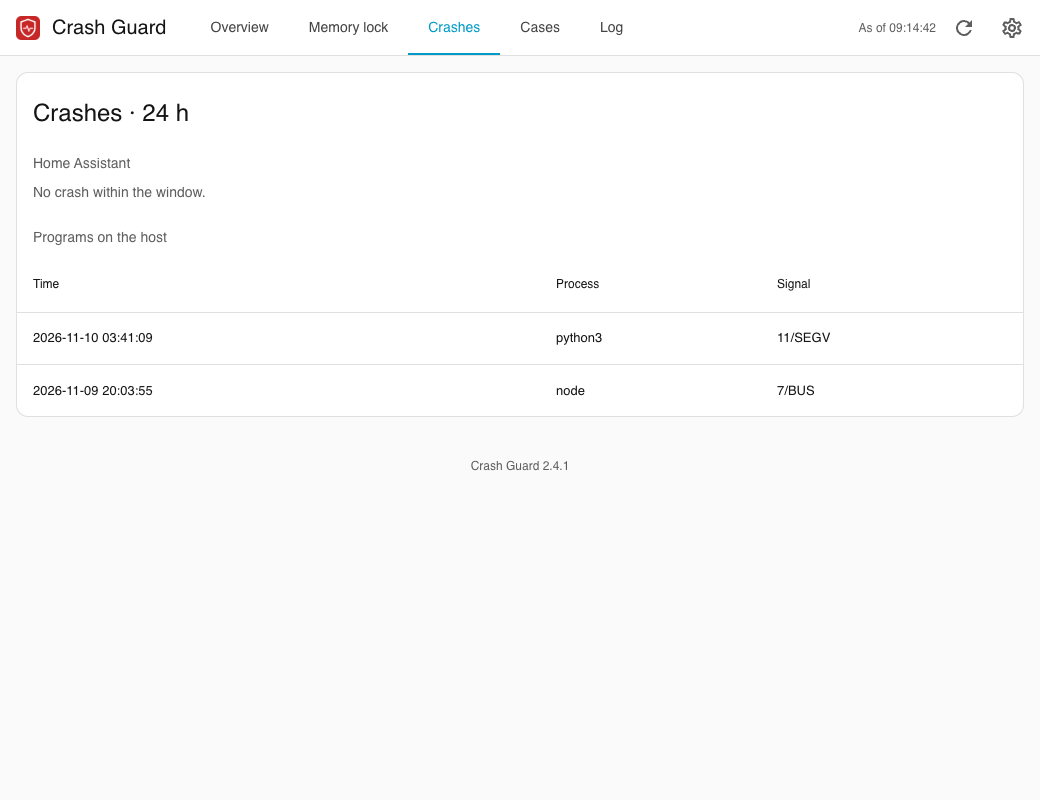 Crash Guard
Overview
Memory lock
Crashes
Cases
Log
As of 09:14:42
Crashes · 24 h
Home Assistant
No crash within the window.
Programs on the host
Time Process Signal
2026-11-10 03:41:09 python3 11/SEGV
2026-11-09 20:03:55 node 7/BUS
Crash Guard 2.4.1